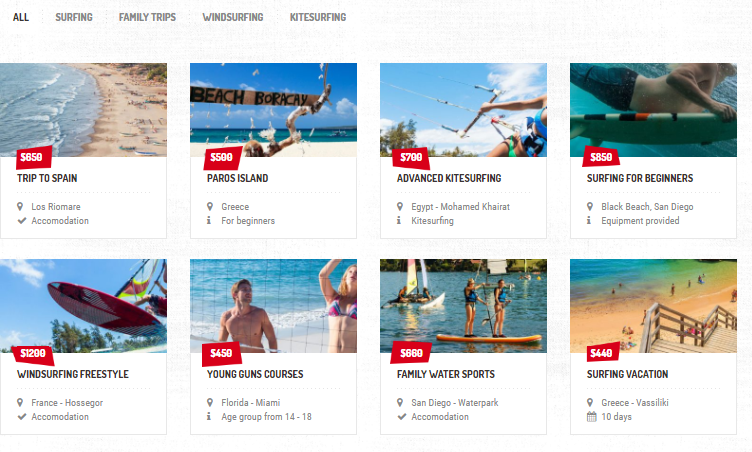 ALL SURFING FAMILY TRIPS WINDSURFING KITESURFING
BEACH BORACAY
$650
TRIP TO SPAIN
Los Riomare
Accomodation
$500
PAROS ISLAND
Greece
For beginners
$700
ADVANCED KITESURFING
Egypt - Mohamed Khairat
Kitesurfing
$850
SURFING FOR BEGINNERS
Black Beach, San Diego
Equipment provided
$1200
WINDSURFING FREESTYLE
France - Hossegor
Accomodation
$450
YOUNG GUNS COURSES
Florida - Miami
Age group from 14 - 18
$660
FAMILY WATER SPORTS
San Diego - Waterpark
Accomodation
$440
SURFING VACATION
Greece - Vassiliki
10 days